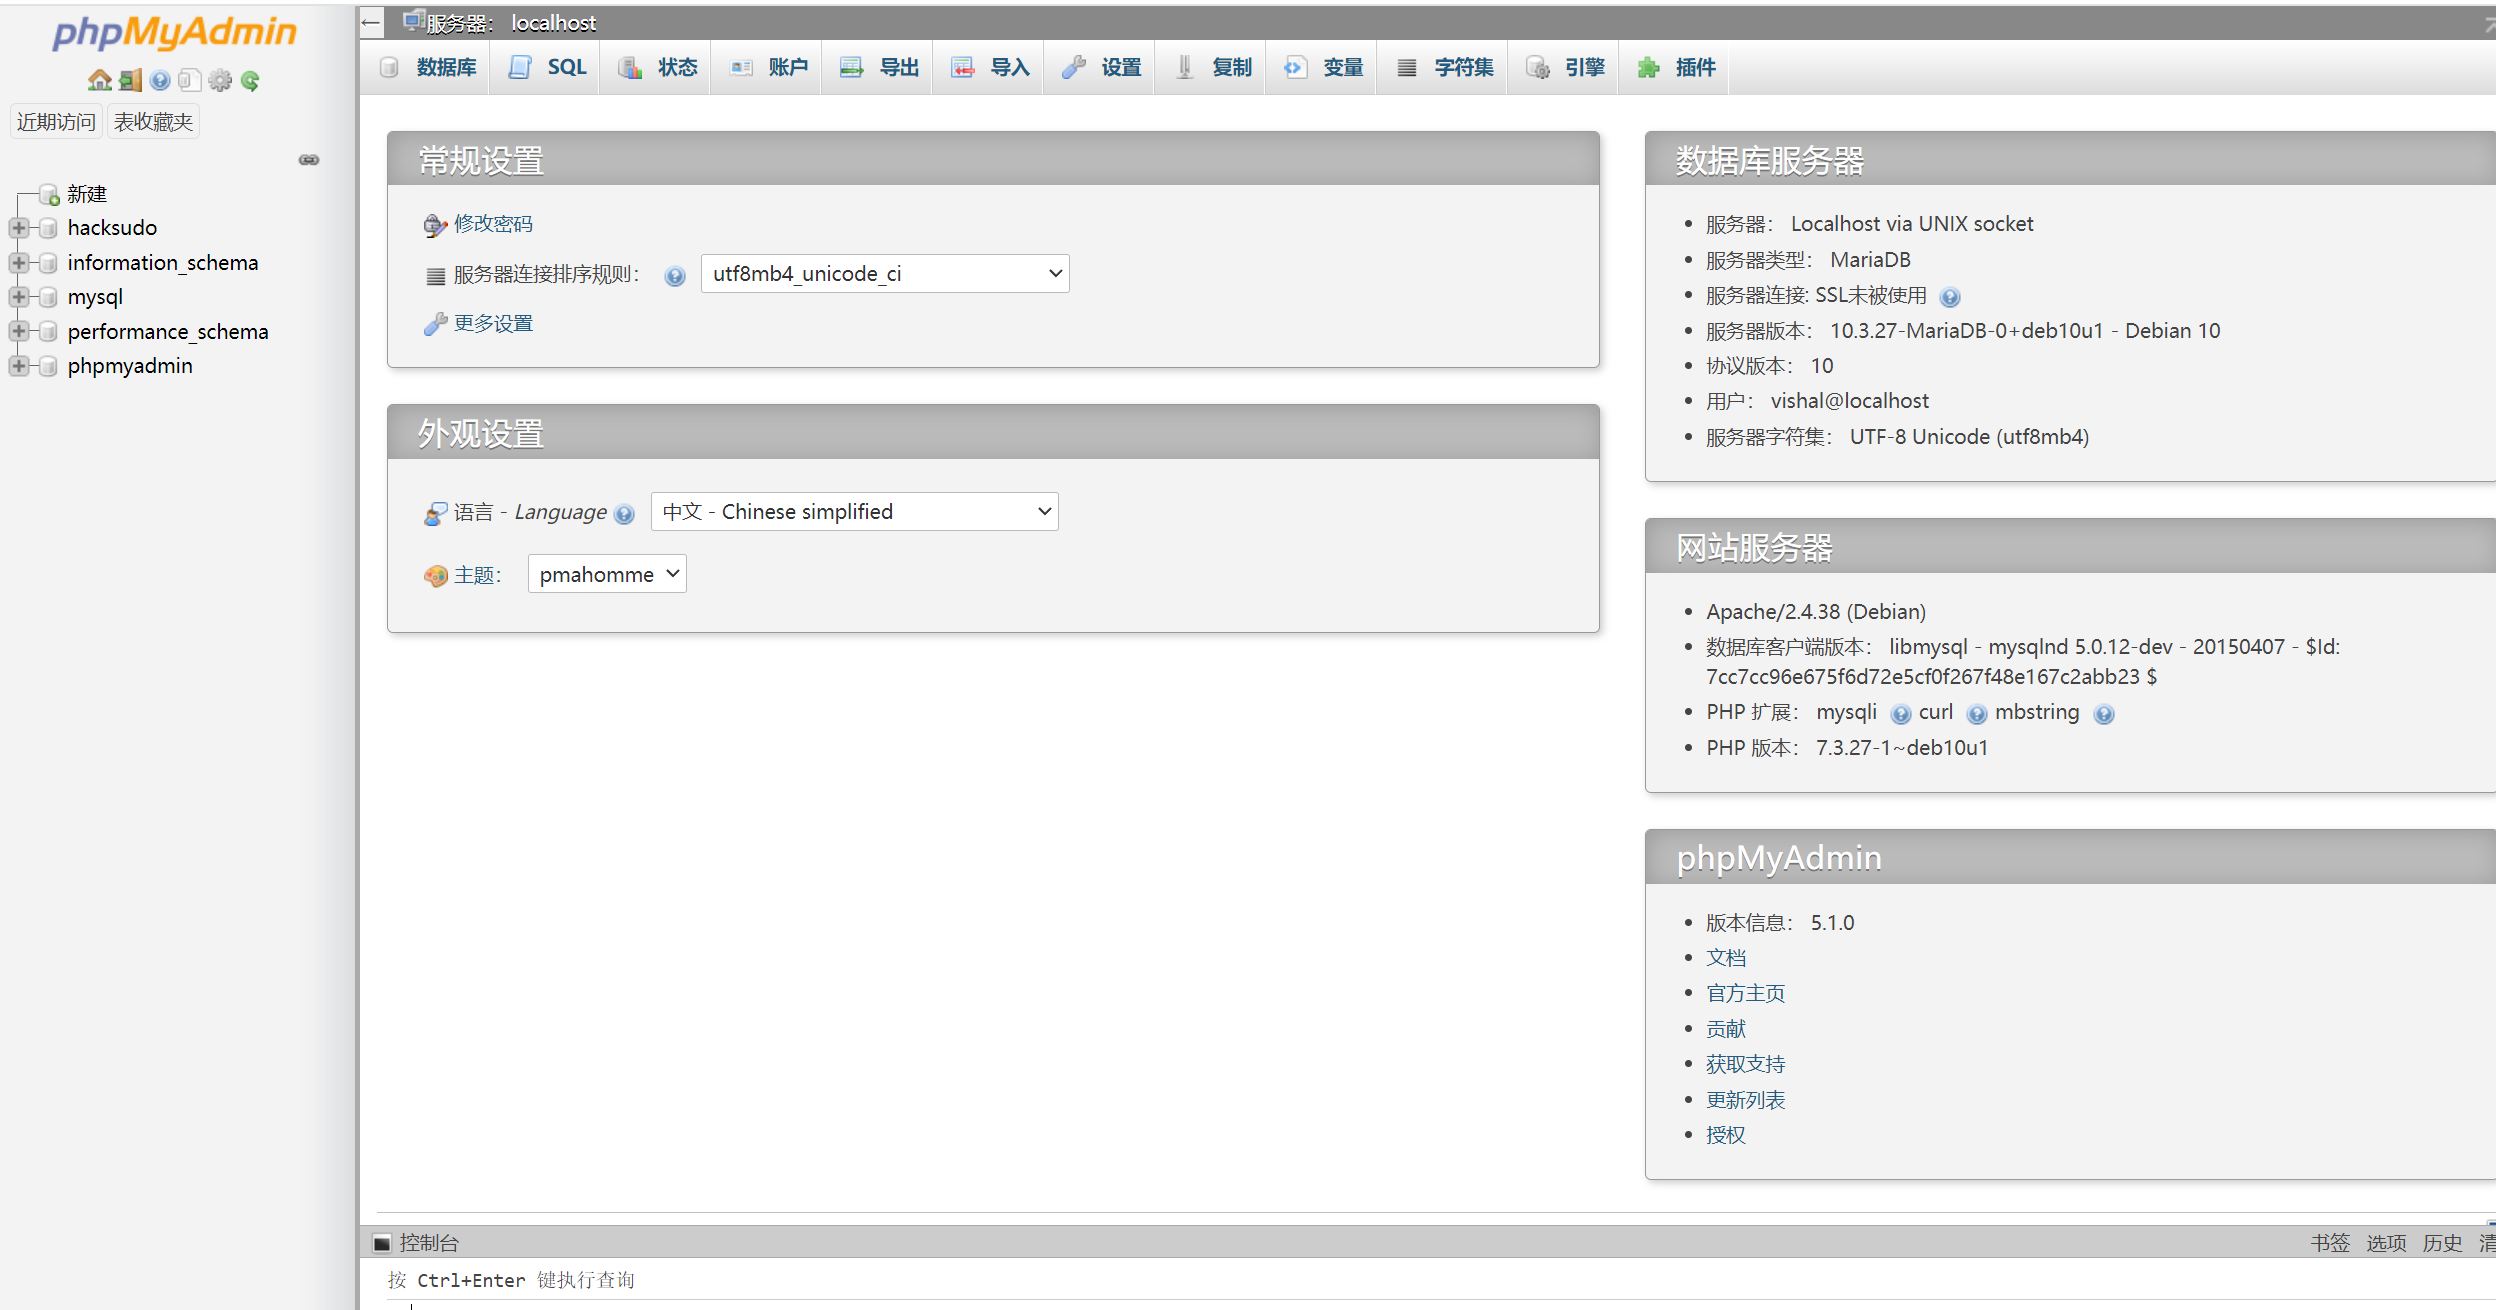 phpMyAdmin
近期访问 表收藏夹
新建
hacksudo
information_schema
mysql
performance_schema
phpmyadmin
← 服务器： localhost
数据库 SQL 状态 账户 导出 导入 设置 复制 变量 字符集 引擎 插件
常规设置
修改密码
服务器连接排序规则： utf8mb4_unicode_ci
更多设置
外观设置
语言 - Language 中文 - Chinese simplified
主题： pmahomme
数据库服务器
服务器： Localhost via UNIX socket
服务器类型： MariaDB
服务器连接: SSL未被使用
服务器版本： 10.3.27-MariaDB-0+deb10u1 - Debian 10
协议版本： 10
用户： vishal@localhost
服务器字符集： UTF-8 Unicode (utf8mb4)
网站服务器
Apache/2.4.38 (Debian)
数据库客户端版本： libmysql - mysqlnd 5.0.12-dev - 20150407 - $Id:
7cc7cc96e675f6d72e5cf0f267f48e167c2abb23 $
PHP 扩展： mysqli curl mbstring
PHP 版本： 7.3.27-1~deb10u1
phpMyAdmin
版本信息： 5.1.0
文档
官方主页
贡献
获取支持
更新列表
授权
控制台
书签 选项 历史 清
按 Ctrl+Enter 键执行查询